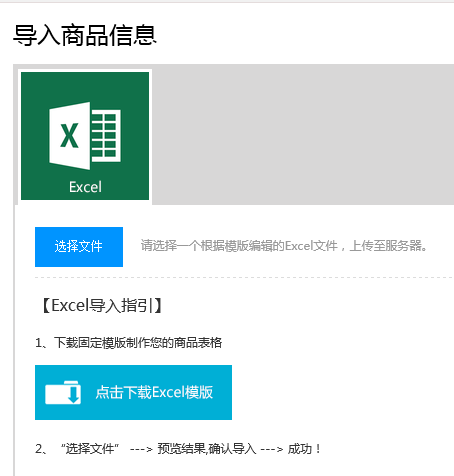 导入商品信息
X
Excel
选择文件 请选择一个根据模版编辑的Excel文件，上传至服务器。
【Excel导入指引】
1、下载固定模版制作您的商品表格
点击下载Excel模版
2、“选择文件” ---> 预览结果,确认导入 ---> 成功！